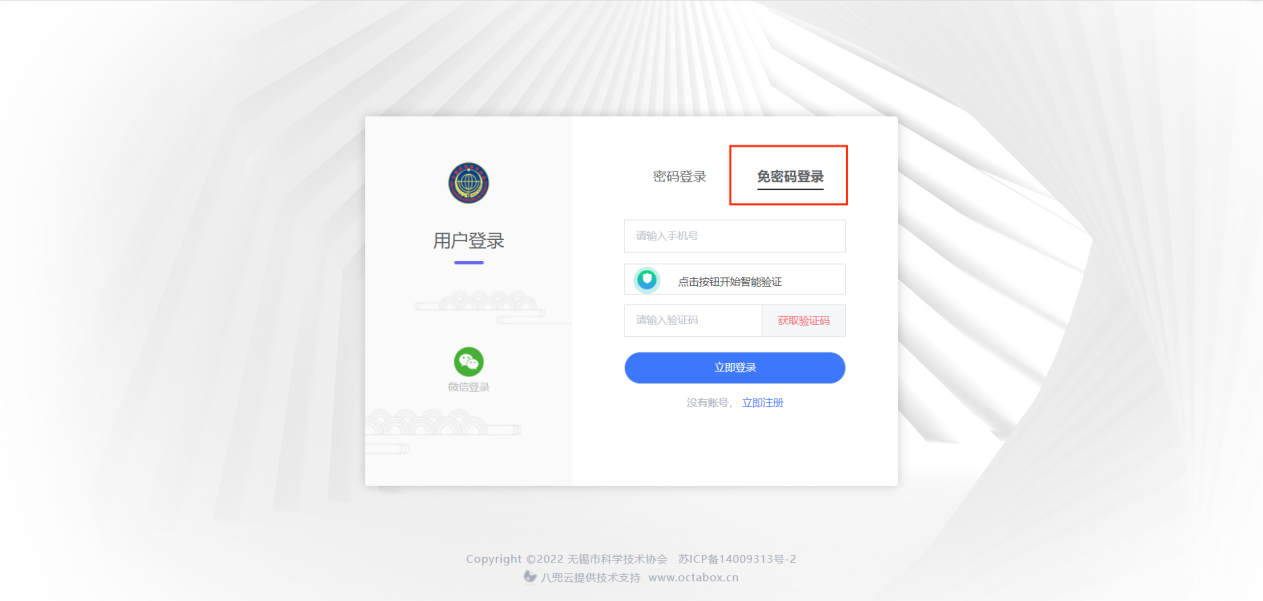 用户登录
微信登录
密码登录 免密码登录
请输入手机号
点击按钮开始智能验证
请输入验证码 获取验证码
立即登录
没有账号， 立即注册
Copyright ©2022 无锡市科学技术协会 苏ICP备14009313号-2
八兜云提供技术支持 www.octabox.cn